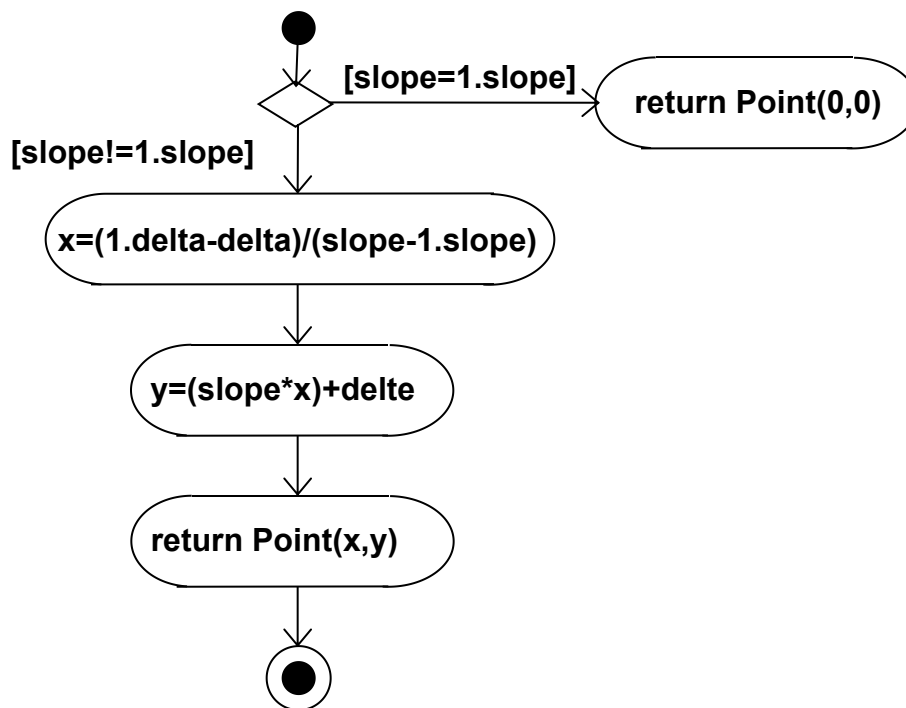 [slope=1.slope]
return Point(0,0)
[slope!=1.slope]
x=(1.delta-delta)/(slope-1.slope)
y=(slope*x)+delte
return Point(x,y)